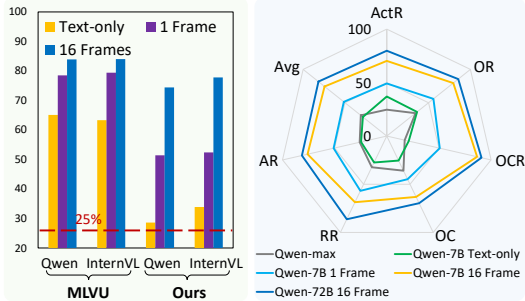 100
90
80
70
60
50
40
30
20
Text-only
1 Frame
16 Frames
25%
Qwen
InternVL
Qwen
InternVL
MLVU
Ours
ActR
100
Avg
OR
50
0
AR
OCR
RR
OC
Qwen-max
Qwen-7B Text-only
Qwen-7B 1 Frame
Qwen-7B 16 Frame
Qwen-72B 16 Frame